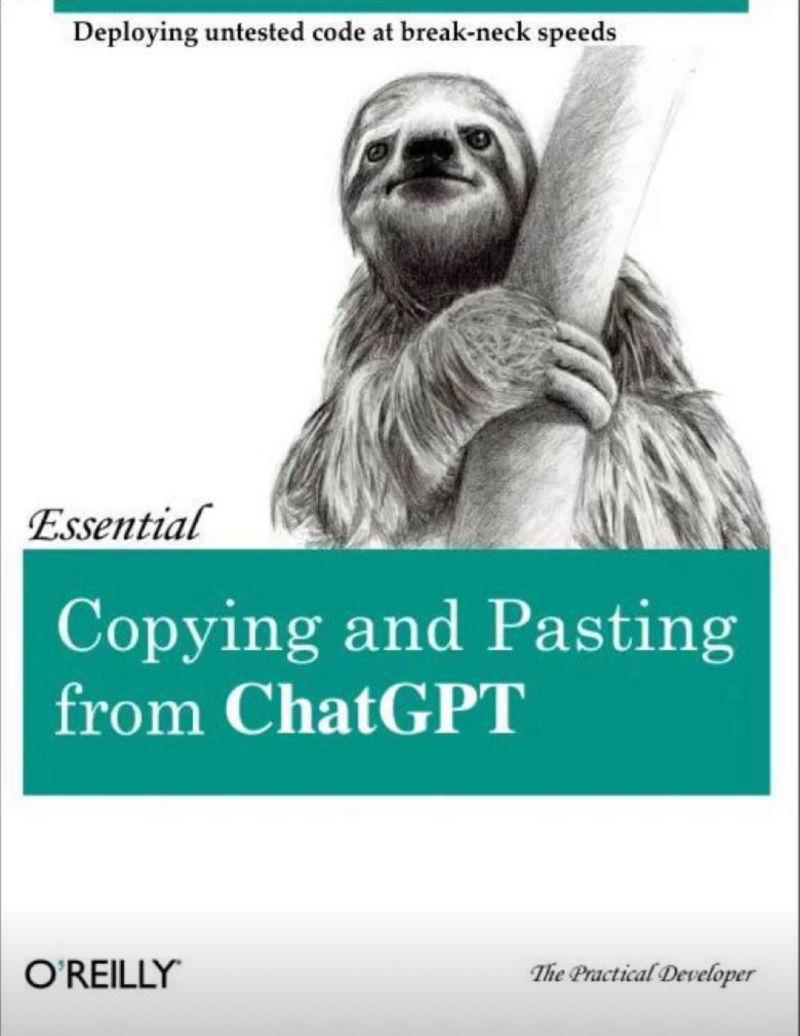 Deploying untested code at break-neck speeds
Essential
Copying and Pasting
from ChatGPT
O'REILLY
The Practical Developer